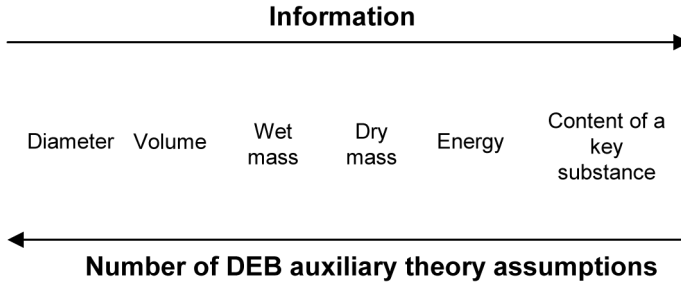 Information
Diameter
Volume
Wet
mass
Dry
mass
Energy
Content of a
key
substance
Number of DEB auxiliary theory assumptions